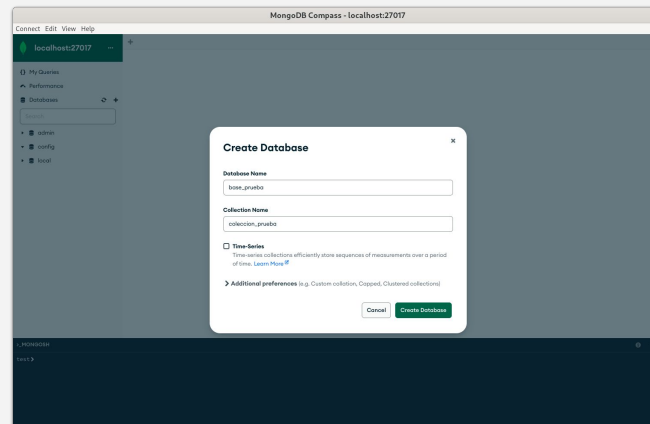 MongoDB Compass - localhost:27017
Connect Edit View Help
localhost:27017 ...
+
{} My Queries
Performance
Databases
+
Search
admin
config
local
Create Database
Database Name
base_prueba
Collection Name
coleccion_prueba
Time-Series
Time-series collections efficiently store sequences of measurements over a period
of time. Learn More
Additional preferences (e.g. Custom collation, Capped, Clustered collections)
Cancel Create Database
>_MONGOSH
test>